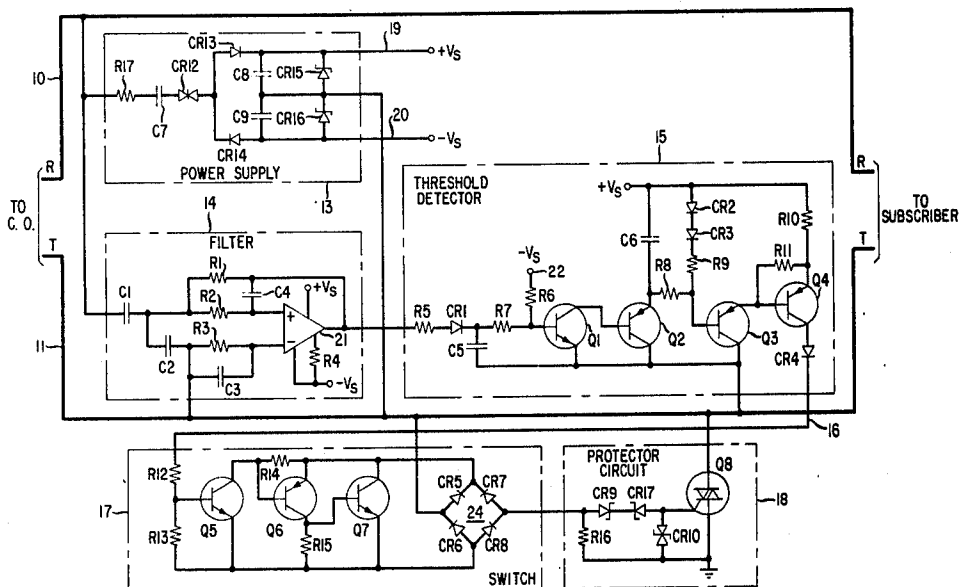 10
R17
C7
CR12
CR13
CR14
C8
C9
CR15
CR16
19
+Vs
20
-Vs
POWER SUPPLY
13
R
TO
C.O.
T
11
14
FILTER
C1
C2
R1
R2
R3
C3
C4
+
-
+Vs
21
R4
-Vs
15
THRESHOLD
DETECTOR
R5
CR1
C5
R7
-Vs
22
R6
Q1
+Vs
C6
R8
Q2
CR2
CR3
R9
Q3
R10
R11
Q4
CR4
16
R
TO
SUBSCRIBER
T
17
R12
R13
Q5
R14
Q6
R15
Q7
CR5
CR7
24
CR6
CR8
SWITCH
PROTECTOR
CIRCUIT
Q8
CR9
CR17
R16
CR10
18